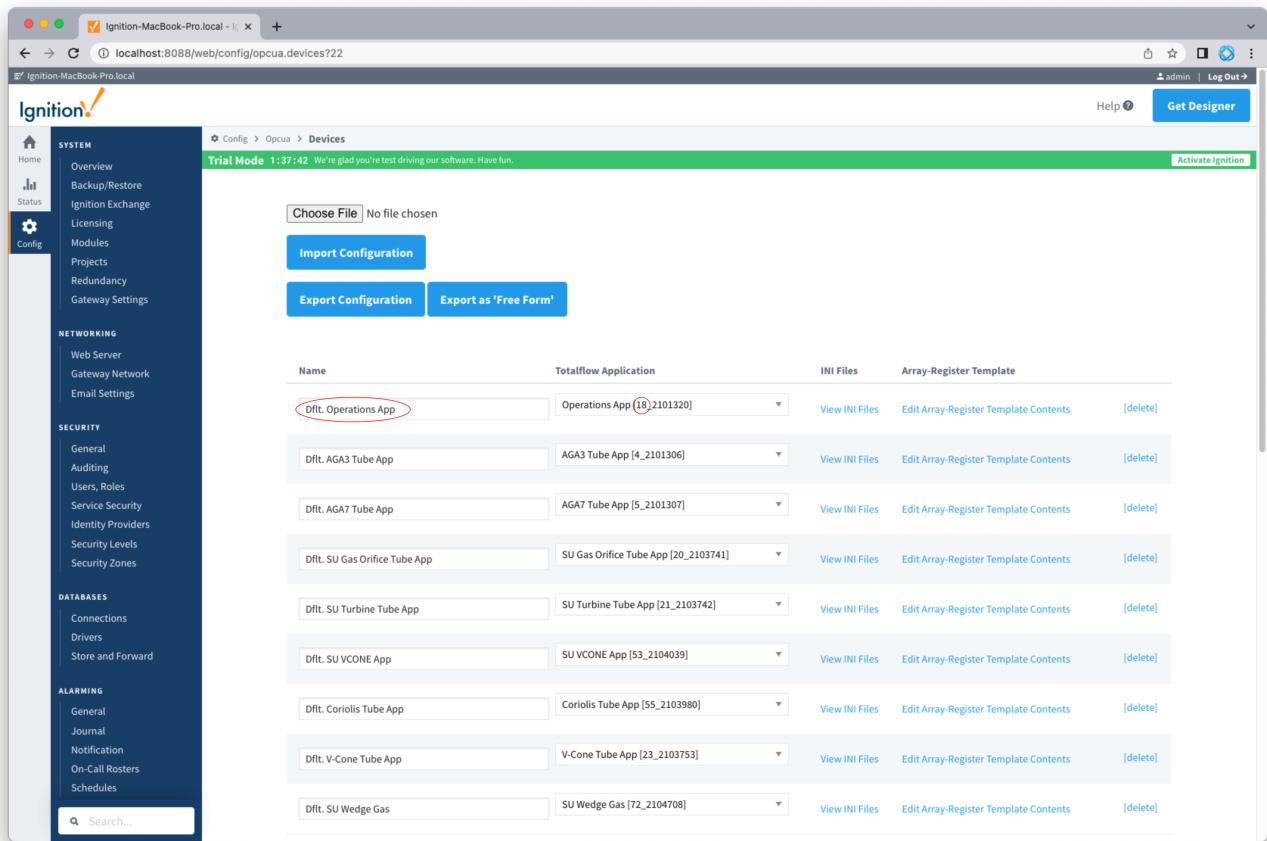 Ignition-MacBook-Pro.local - Ig
localhost:8088/web/config/opcua.devices?22
Ignition-MacBook-Pro.local
admin | Log Out
Ignition!
Help
Get Designer
Config > Opcua > Devices
Trial Mode 1:37:42 We're glad you're test driving our software. Have fun.
Activate Ignition
Home
Status
Config
SYSTEM
Overview
Backup/Restore
Ignition Exchange
Licensing
Modules
Projects
Redundancy
Gateway Settings
NETWORKING
Web Server
Gateway Network
Email Settings
SECURITY
General
Auditing
Users, Roles
Service Security
Identity Providers
Security Levels
Security Zones
DATABASES
Connections
Drivers
Store and Forward
ALARMING
General
Journal
Notification
On-Call Rosters
Schedules
Search...
Choose File No file chosen
Import Configuration
Export Configuration Export as 'Free Form'
Name Totalflow Application INI Files Array-Register Template
Dflt. Operations App Operations App [18_2101320] View INI Files Edit Array-Register Template Contents [delete]
Dflt. AGA3 Tube App AGA3 Tube App [4_2101306] View INI Files Edit Array-Register Template Contents [delete]
Dflt. AGA7 Tube App AGA7 Tube App [5_2101307] View INI Files Edit Array-Register Template Contents [delete]
Dflt. SU Gas Orifice Tube App SU Gas Orifice Tube App [20_2103741] View INI Files Edit Array-Register Template Contents [delete]
Dflt. SU Turbine Tube App SU Turbine Tube App [21_2103742] View INI Files Edit Array-Register Template Contents [delete]
Dflt. SU VCONE App SU VCONE App [53_2104039] View INI Files Edit Array-Register Template Contents [delete]
Dflt. Coriolis Tube App Coriolis Tube App [55_2103980] View INI Files Edit Array-Register Template Contents [delete]
Dflt. V-Cone Tube App V-Cone Tube App [23_2103753] View INI Files Edit Array-Register Template Contents [delete]
Dflt. SU Wedge Gas SU Wedge Gas [72_2104708] View INI Files Edit Array-Register Template Contents [delete]